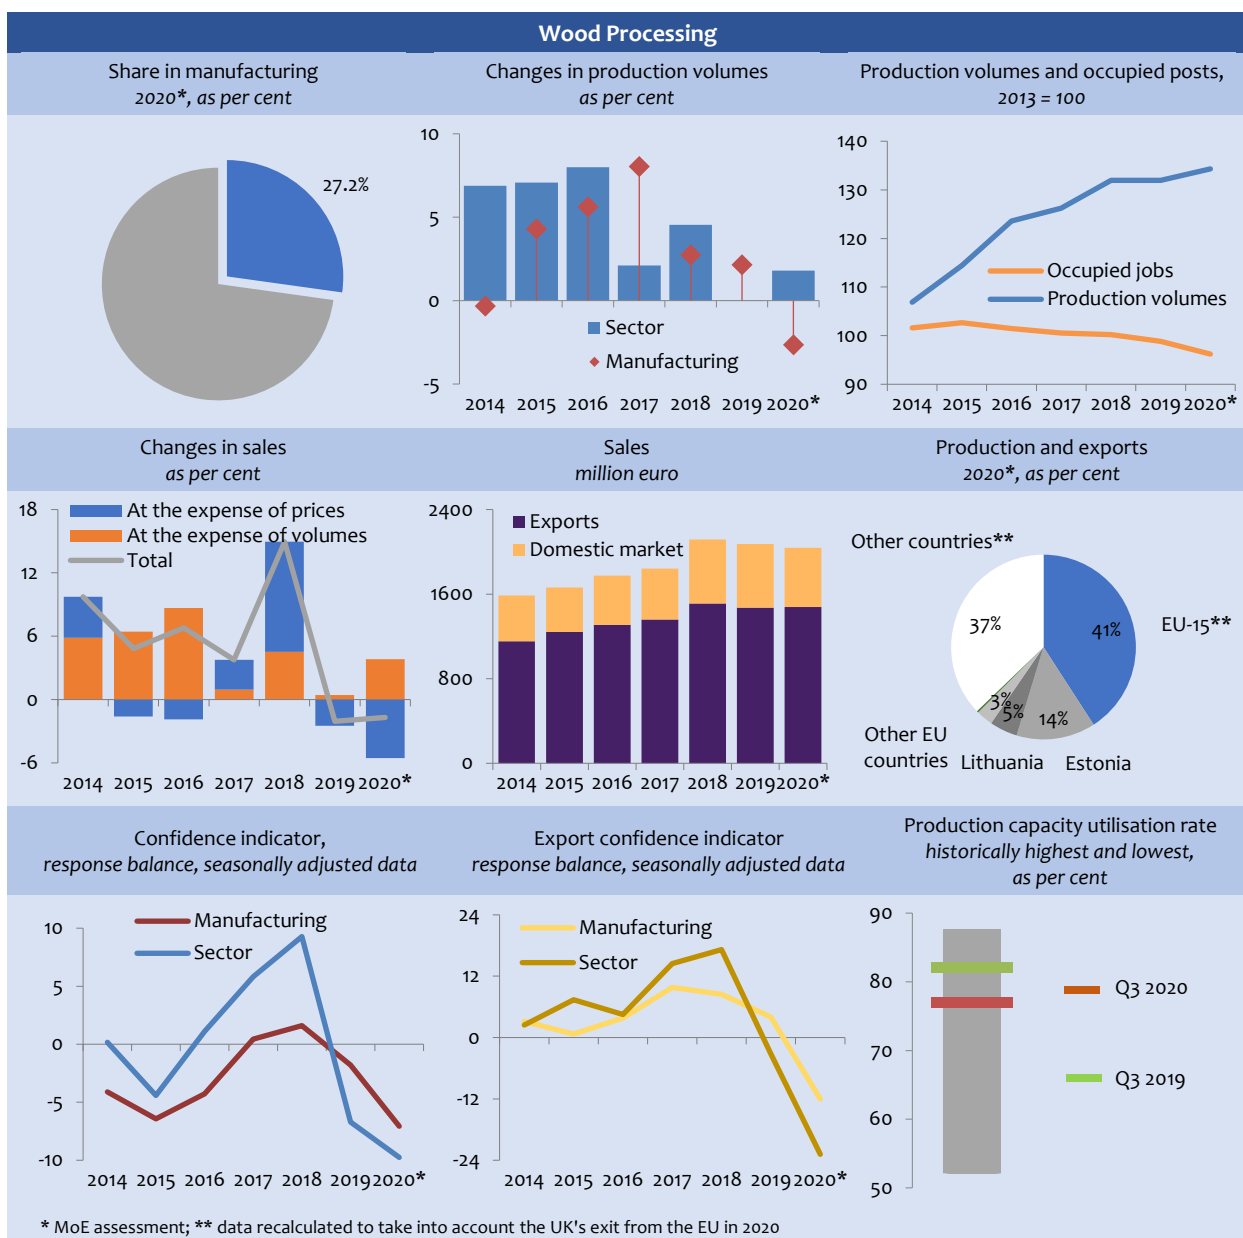 Wood Processing
Share in manufacturing
2020*, as per cent
27.2%
Changes in production volumes
as per cent
10
5
0
-5
Sector
Manufacturing
2014 2015 2016 2017 2018 2019 2020*
Production volumes and occupied posts,
2013 = 100
140
130
120
110
100
90
Occupied jobs
Production volumes
2014 2015 2016 2017 2018 2019 2020*
Changes in sales
as per cent
18
12
6
0
-6
At the expense of prices
At the expense of volumes
Total
2014 2015 2016 2017 2018 2019 2020*
Sales
million euro
2400
1600
800
0
Exports
Domestic market
2014 2015 2016 2017 2018 2019 2020*
Production and exports
2020*, as per cent
Other countries**
37%
41%
EU-15**
3%
5%
14%
Other EU
countries
Lithuania
Estonia
Confidence indicator,
response balance, seasonally adjusted data
10
5
0
-5
-10
Manufacturing
Sector
2014 2015 2016 2017 2018 2019 2020*
Export confidence indicator
response balance, seasonally adjusted data
24
12
0
-12
-24
Manufacturing
Sector
2014 2015 2016 2017 2018 2019 2020*
Production capacity utilisation rate
historically highest and lowest,
as per cent
90
80
70
60
50
Q3 2020
Q3 2019
* MoE assessment; ** data recalculated to take into account the UK's exit from the EU in 2020